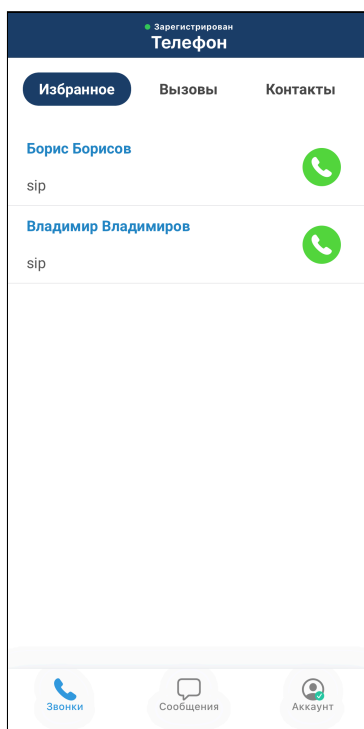 Зарегистрирован
Телефон
Избранное Вызовы Контакты
Борис Борисов
sip
Владимир Владимиров
sip
Звонки Сообщения Аккаунт